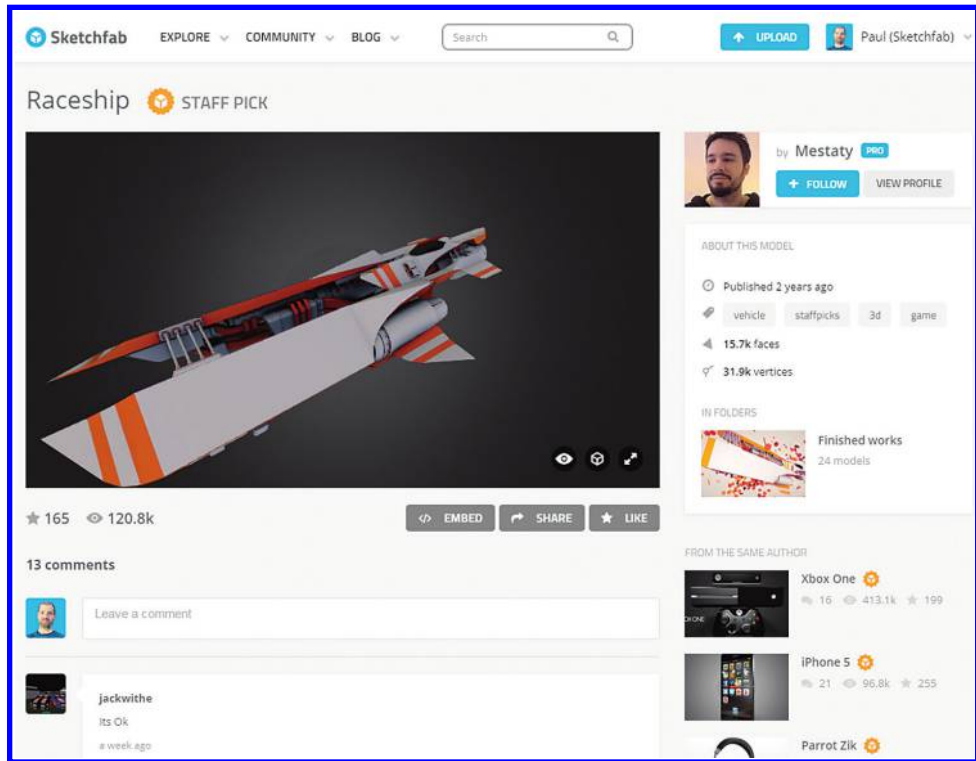 Sketchfab EXPLORE COMMUNITY BLOG Search UPLOAD Paul (Sketchfab)
Raceship STAFF PICK
by Mestaty PRO
FOLLOW VIEW PROFILE
ABOUT THIS MODEL
Published 2 years ago
vehicle staffpicks 3d game
15.7k faces
31.9k vertices
IN FOLDERS
Finished works
24 models
165 120.8k EMBED SHARE LIKE
13 comments
Leave a comment
jackwithe
Its Ok
a week ago
FROM THE SAME AUTHOR
Xbox One
16 413.1k 199
iPhone 5
21 96.8k 255
Parrot Zik